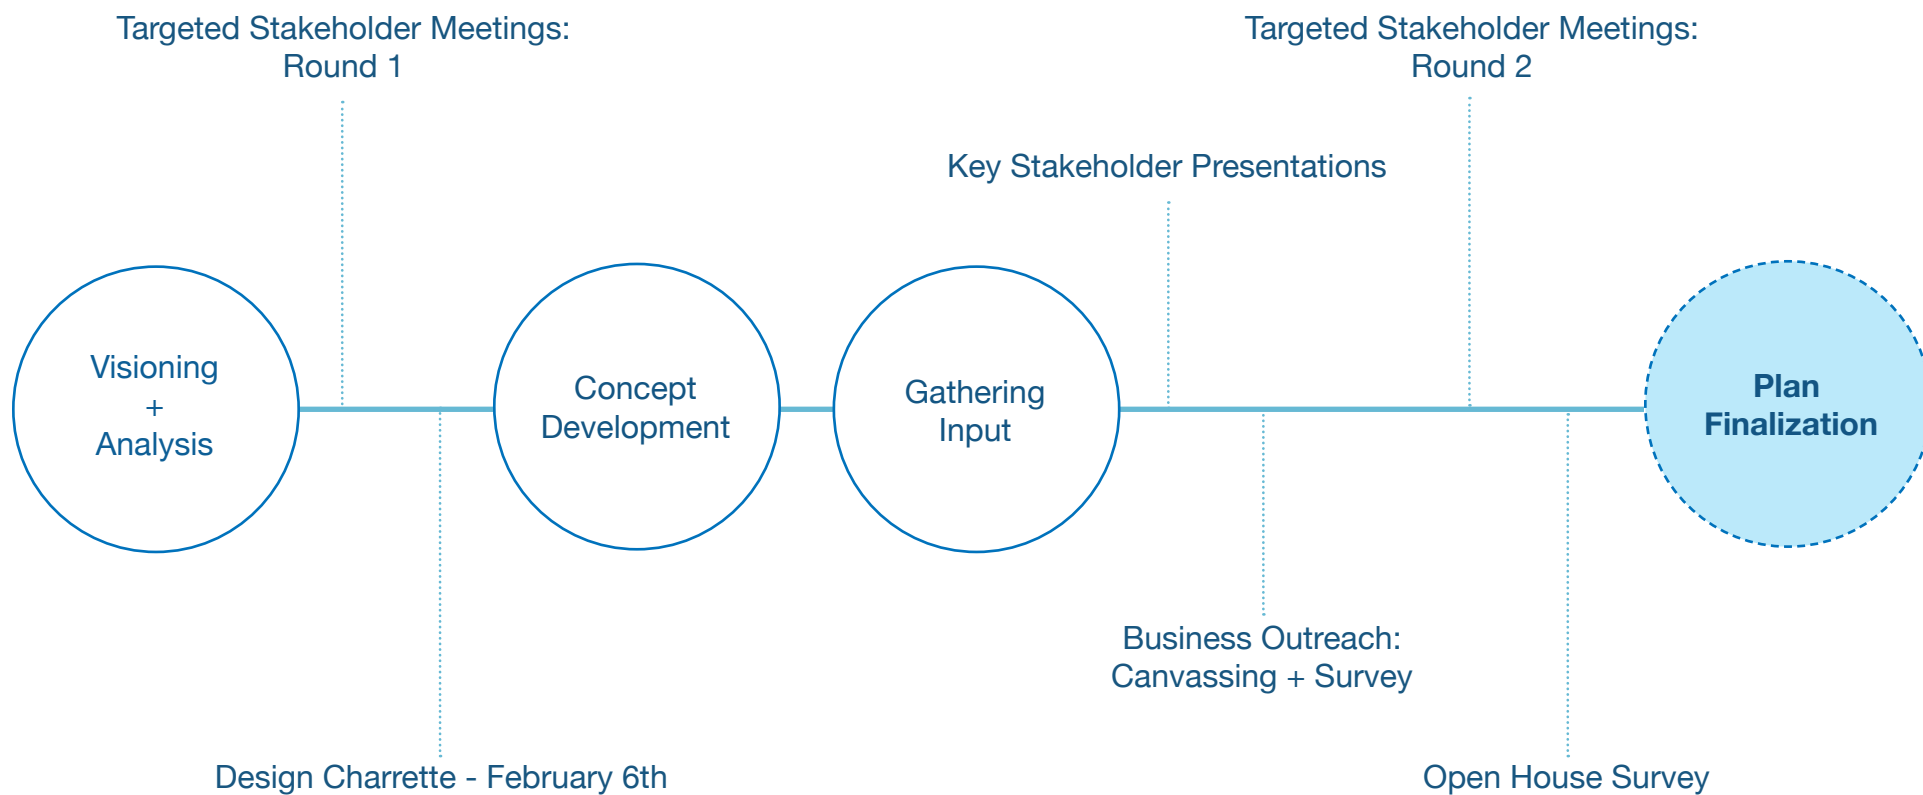 Targeted Stakeholder Meetings:
Round 1
Targeted Stakeholder Meetings:
Round 2
Key Stakeholder Presentations
Visioning
+
Analysis
Concept
Development
Gathering
Input
Plan
Finalization
Business Outreach:
Canvassing + Survey
Design Charrette - February 6th
Open House Survey